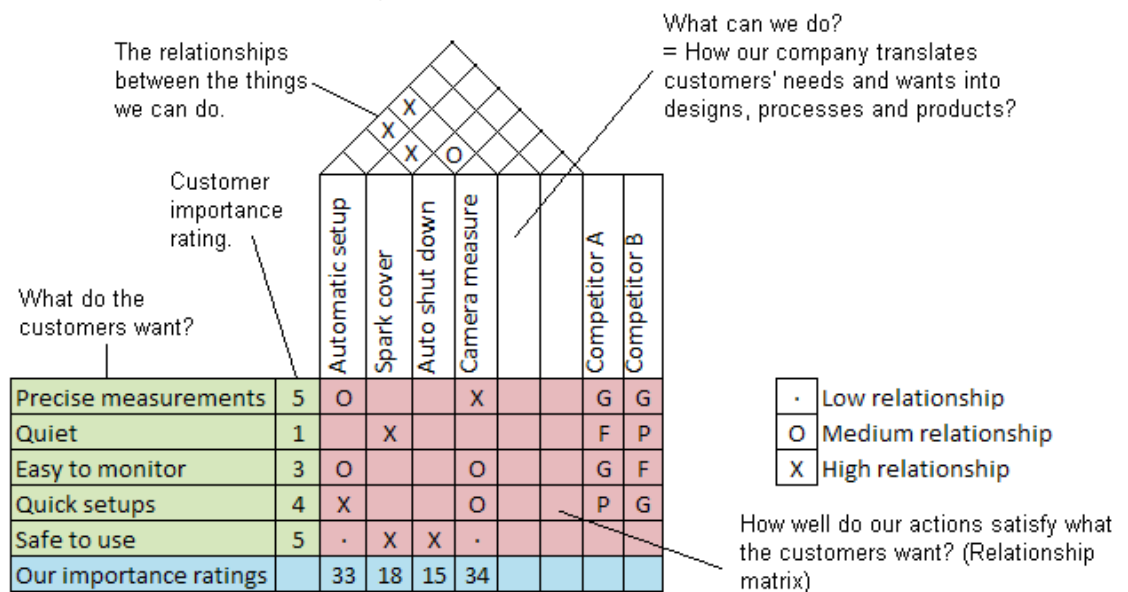 The relationships
between the things
we can do.
What can we do?
= How our company translates
customers' needs and wants into
designs, processes and products?
X
X
X O
Customer
importance
rating.
What do the
customers want?
Automatic setup
Spark cover
Auto shut down
Camera measure
Competitor A
Competitor B
Precise measurements 5 O X G G
Quiet 1 X F P
Easy to monitor 3 O O G F
Quick setups 4 X O P G
Safe to use 5 · X X ·
Our importance ratings 33 18 15 34
· Low relationship
O Medium relationship
X High relationship
How well do our actions satisfy what
the customers want? (Relationship
matrix)